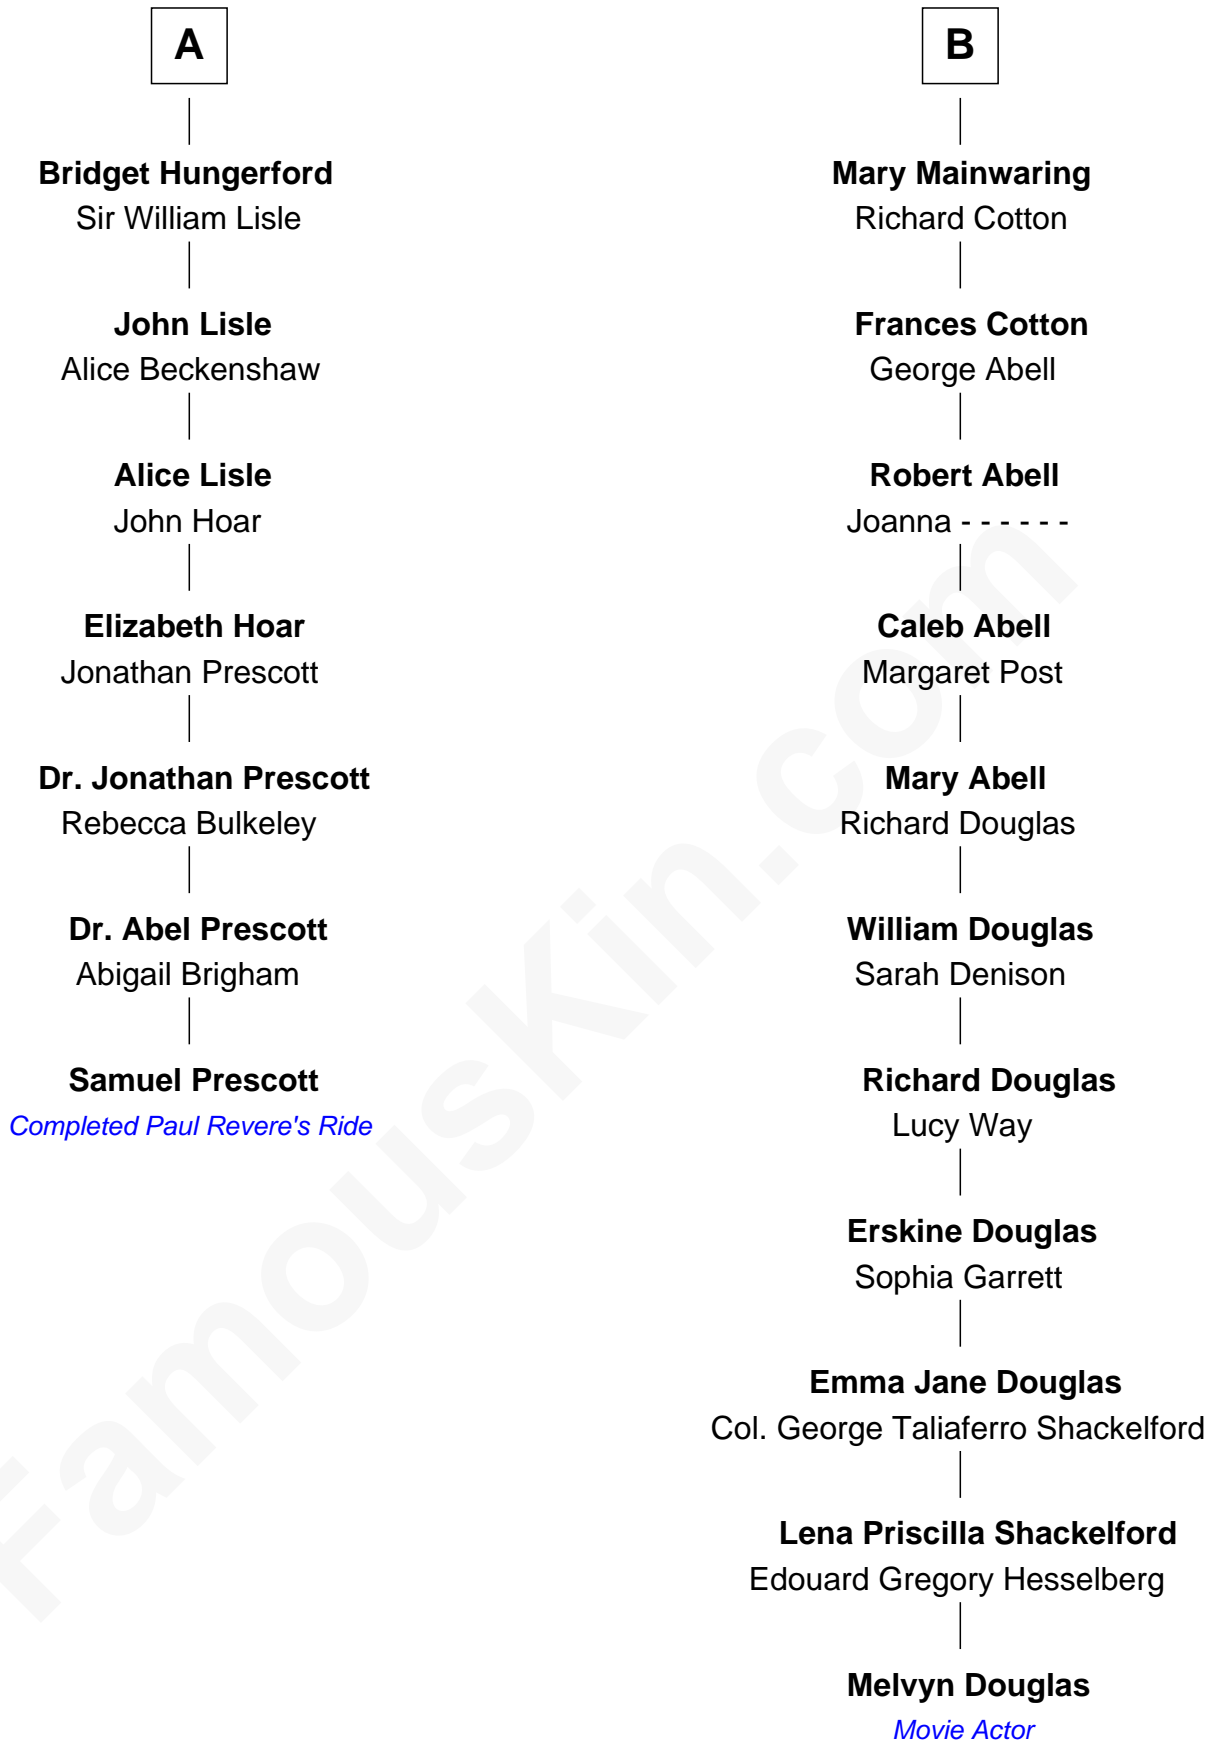 A
Bridget Hungerford
Sir William Lisle
John Lisle
Alice Beckenshaw
Alice Lisle
John Hoar
Elizabeth Hoar
Jonathan Prescott
Dr. Jonathan Prescott
Rebecca Bulkeley
Dr. Abel Prescott
Abigail Brigham
Samuel Prescott
Completed Paul Revere's Ride
B
Mary Mainwaring
Richard Cotton
Frances Cotton
George Abell
Robert Abell
Joanna - - - - - -
Caleb Abell
Margaret Post
Mary Abell
Richard Douglas
William Douglas
Sarah Denison
Richard Douglas
Lucy Way
Erskine Douglas
Sophia Garrett
Emma Jane Douglas
Col. George Taliaferro Shackelford
Lena Priscilla Shackelford
Edouard Gregory Hesselberg
Melvyn Douglas
Movie Actor
FamousKin.com